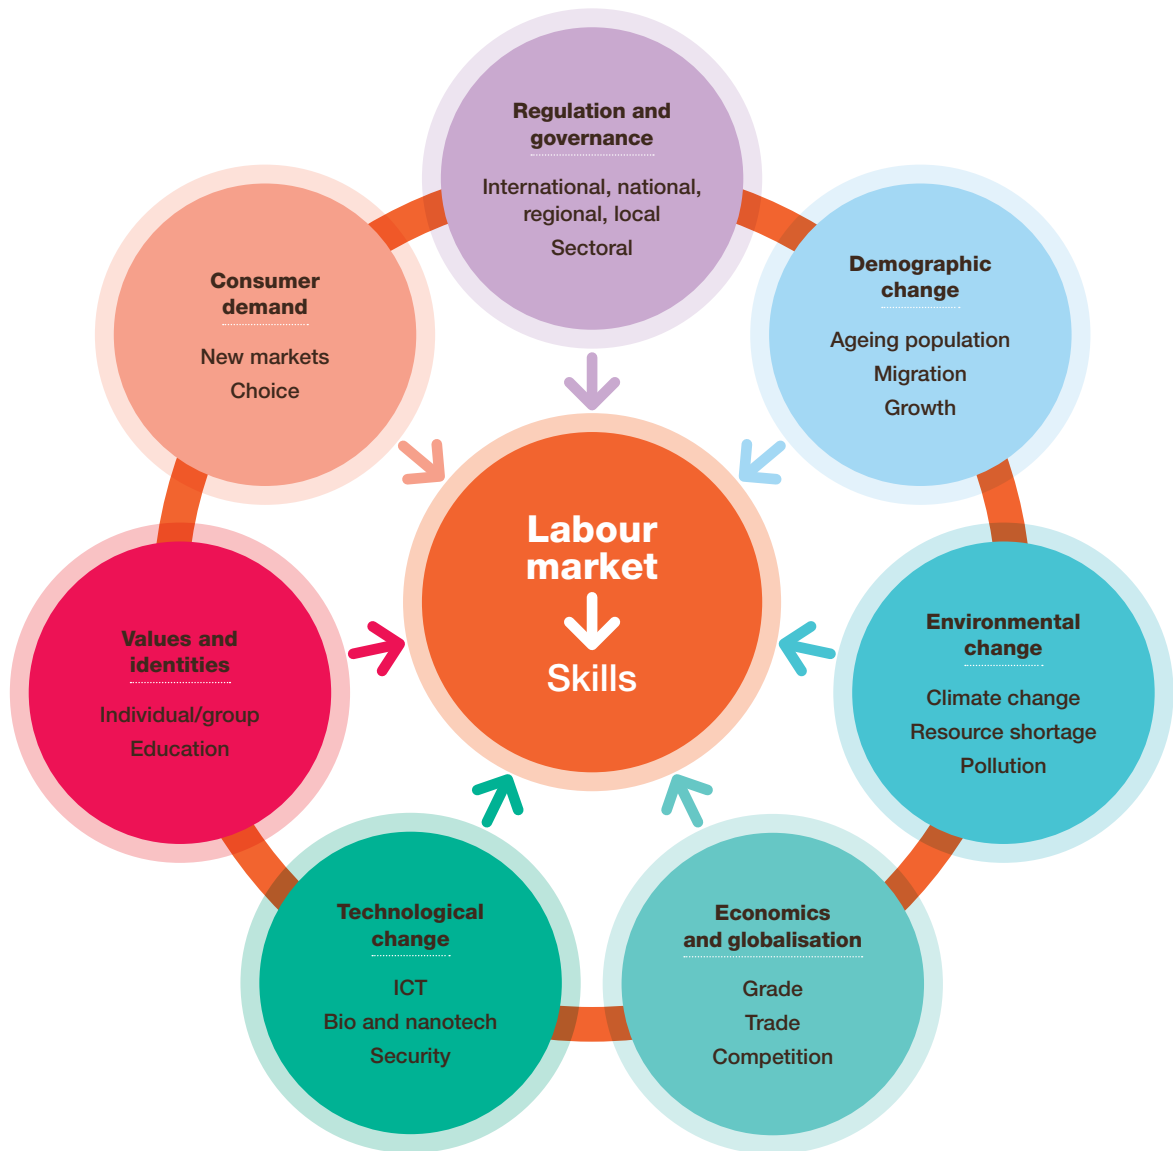 Regulation and
governance
International, national,
regional, local
Sectoral
Demographic
change
Ageing population
Migration
Growth
Environmental
change
Climate change
Resource shortage
Pollution
Economics
and globalisation
Grade
Trade
Competition
Technological
change
ICT
Bio and nanotech
Security
Values and
identities
Individual/group
Education
Consumer
demand
New markets
Choice
Labour
market
Skills